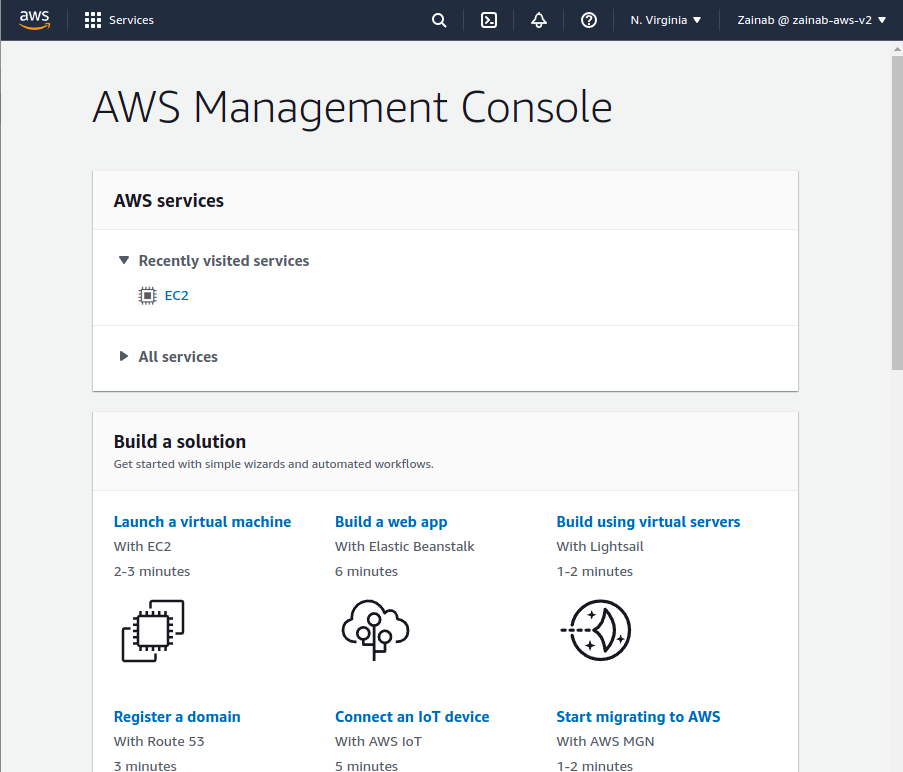 aws Services N. Virginia Zainab @ zainab-aws-v2
AWS Management Console
AWS services
Recently visited services
EC2
All services
Build a solution
Get started with simple wizards and automated workflows.
Launch a virtual machine Build a web app Build using virtual servers
With EC2 With Elastic Beanstalk With Lightsail
2-3 minutes 6 minutes 1-2 minutes
Register a domain Connect an IoT device Start migrating to AWS
With Route 53 With AWS IoT With AWS MGN
3 minutes 5 minutes 1-2 minutes